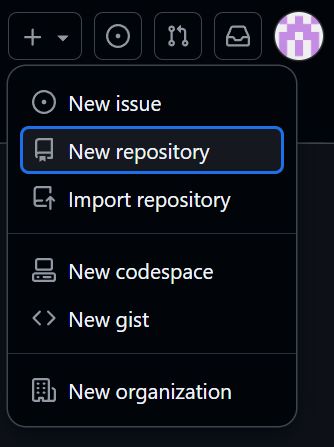 New issue
New repository
Import repository
New codespace
New gist
New organization